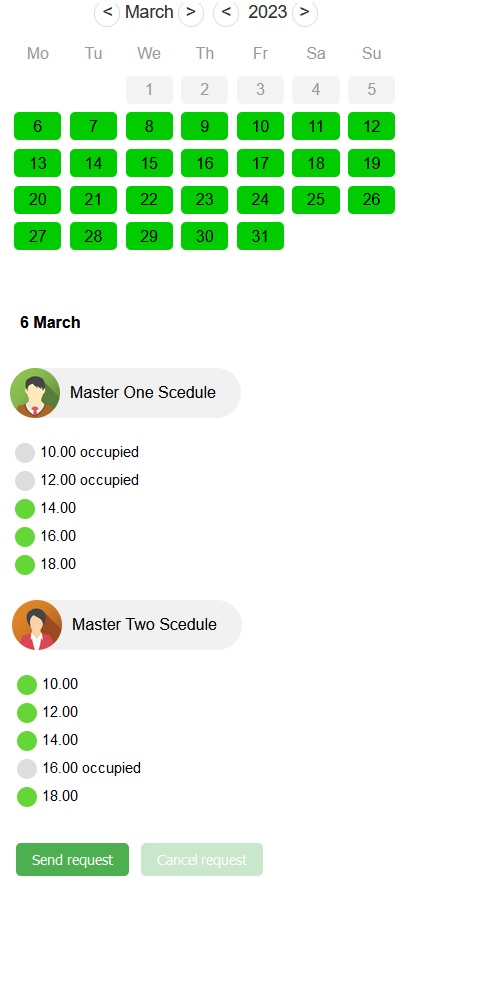 < March > < 2023 >
Mo Tu We Th Fr Sa Su
1 2 3 4 5
6 7 8 9 10 11 12
13 14 15 16 17 18 19
20 21 22 23 24 25 26
27 28 29 30 31
6 March
Master One Scedule
10.00 occupied
12.00 occupied
14.00
16.00
18.00
Master Two Scedule
10.00
12.00
14.00
16.00 occupied
18.00
Send request Cancel request